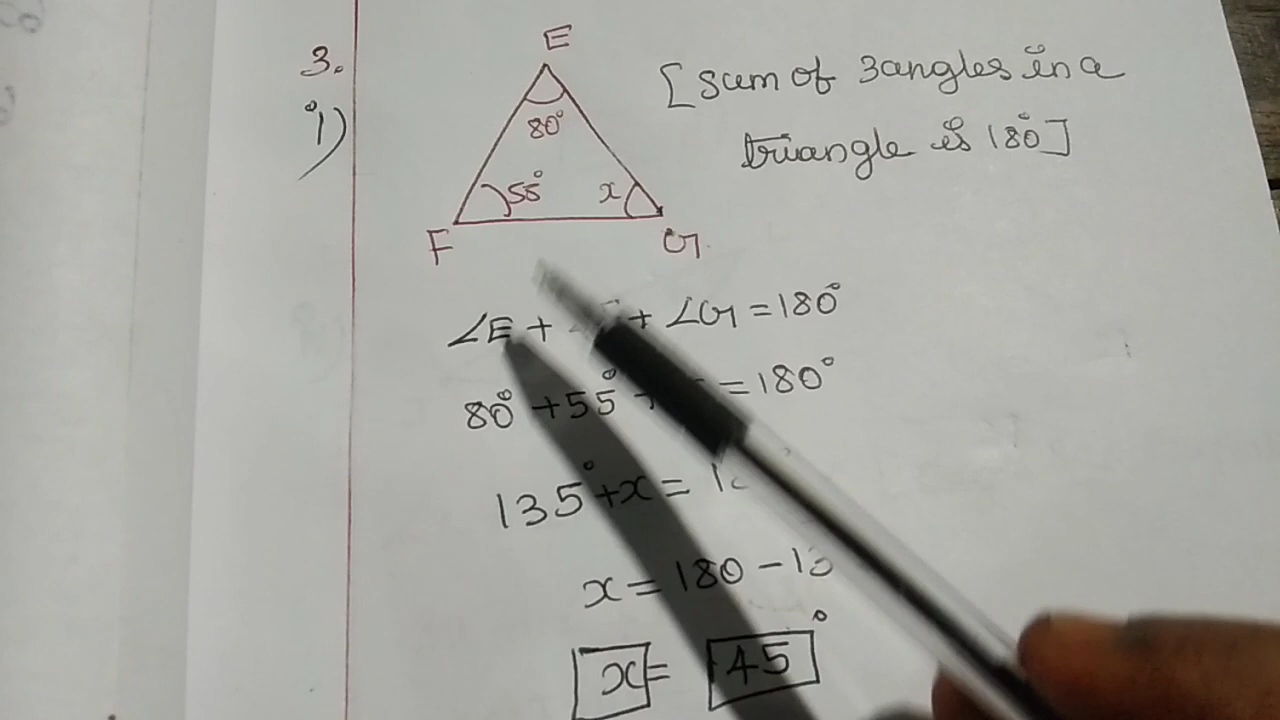 3.
i)
E
[Sum of 3angles in a
triangle is 180°]
80°
55°
x
F
G
∠E + + ∠G = 180°
80° + 55° + = 180°
135° + x =
x = 180 -
x = 45°